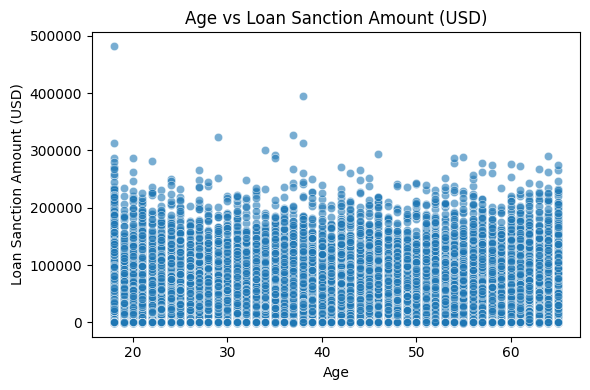 Age vs Loan Sanction Amount (USD)
Loan Sanction Amount (USD)
500000
400000
300000
200000
100000
0
20 30 40 50 60
Age